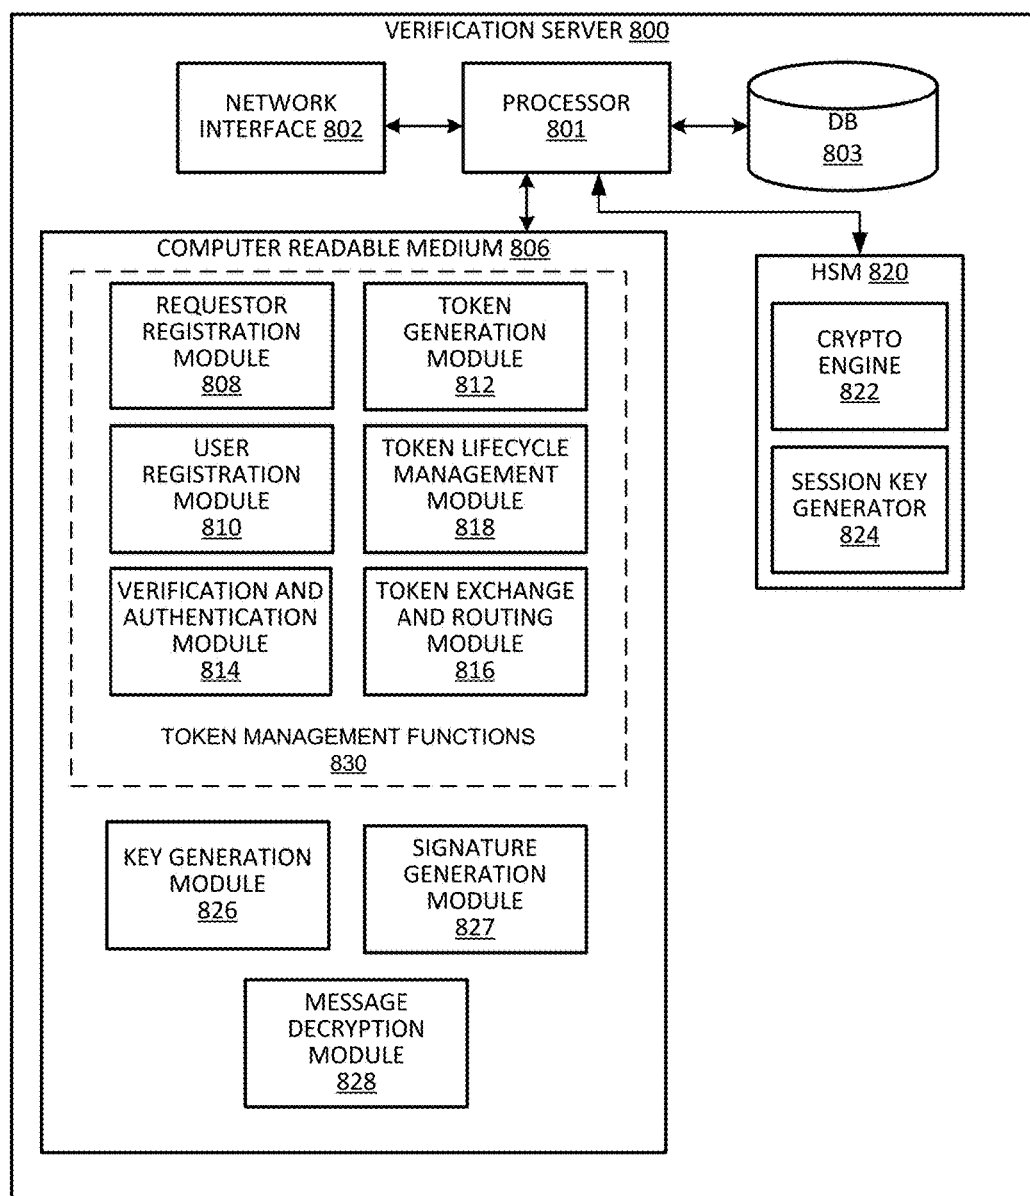 VERIFICATION SERVER 800
NETWORK
INTERFACE 802
PROCESSOR
801
DB
803
COMPUTER READABLE MEDIUM 806
REQUESTOR
REGISTRATION
MODULE
808
TOKEN
GENERATION
MODULE
812
USER
REGISTRATION
MODULE
810
TOKEN LIFECYCLE
MANAGEMENT
MODULE
818
VERIFICATION AND
AUTHENTICATION
MODULE
814
TOKEN EXCHANGE
AND ROUTING
MODULE
816
TOKEN MANAGEMENT FUNCTIONS
830
KEY GENERATION
MODULE
826
SIGNATURE
GENERATION
MODULE
827
MESSAGE
DECRYPTION
MODULE
828
HSM 820
CRYPTO
ENGINE
822
SESSION KEY
GENERATOR
824